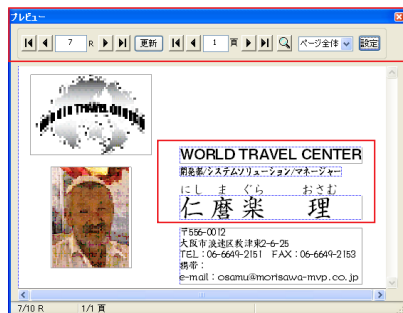 プレビュー
7 R 更新 1 頁 ページ全体 設定
WORLD TRAVEL CENTER
WORLD TRAVEL CENTER
開発部/システムソリューション/マネージャー
にし ま ぐら おさむ
仁磨楽 理
〒556-0012
大阪市浪速区敷津東2-6-25
TEL:06-6649-2151 FAX:06-6649-2153
携帯:
e-mail:osamu@morisawa-mvp.co.jp
7/10 R 1/1 頁